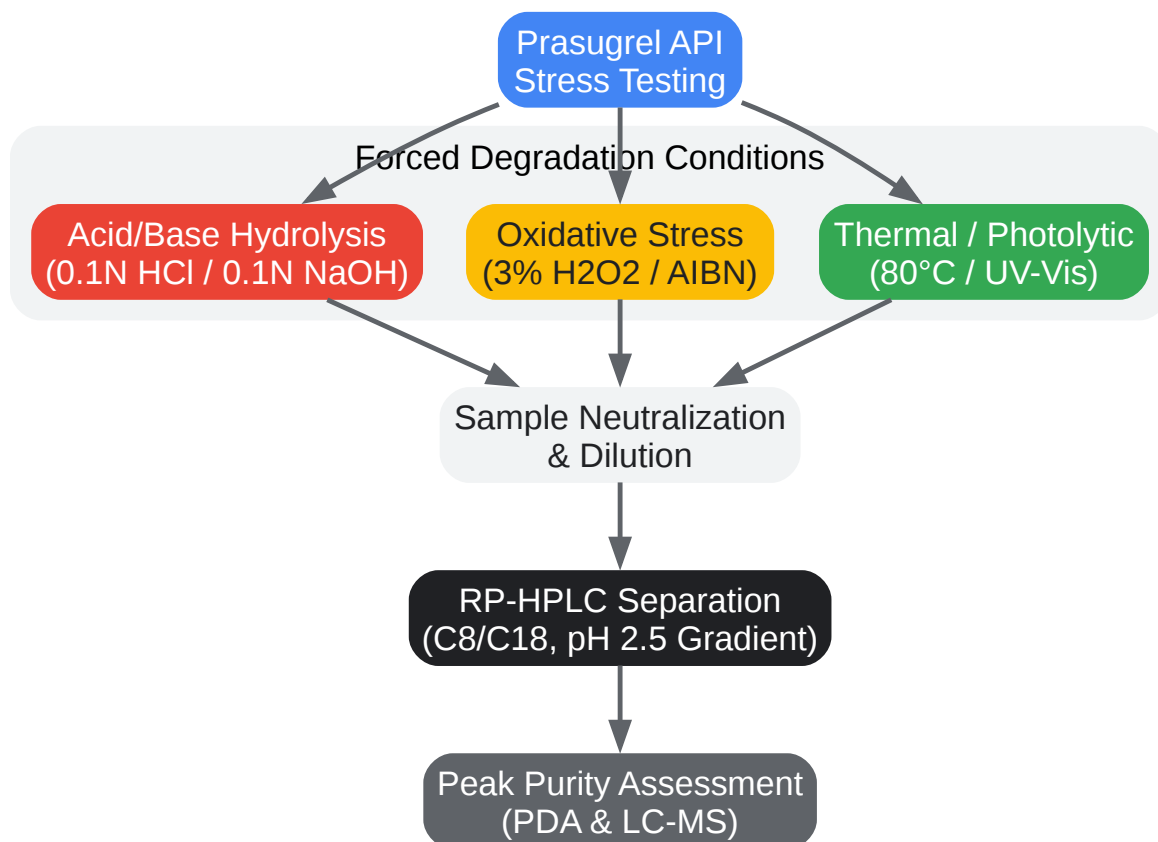 Prasugrel API
Stress Testing
Forced Degradation Conditions
Acid/Base Hydrolysis
(0.1N HCl / 0.1N NaOH)
Oxidative Stress
(3% H2O2 / AIBN)
Thermal / Photolytic
(80°C / UV-Vis)
Sample Neutralization
& Dilution
RP-HPLC Separation
(C8/C18, pH 2.5 Gradient)
Peak Purity Assessment
(PDA & LC-MS)